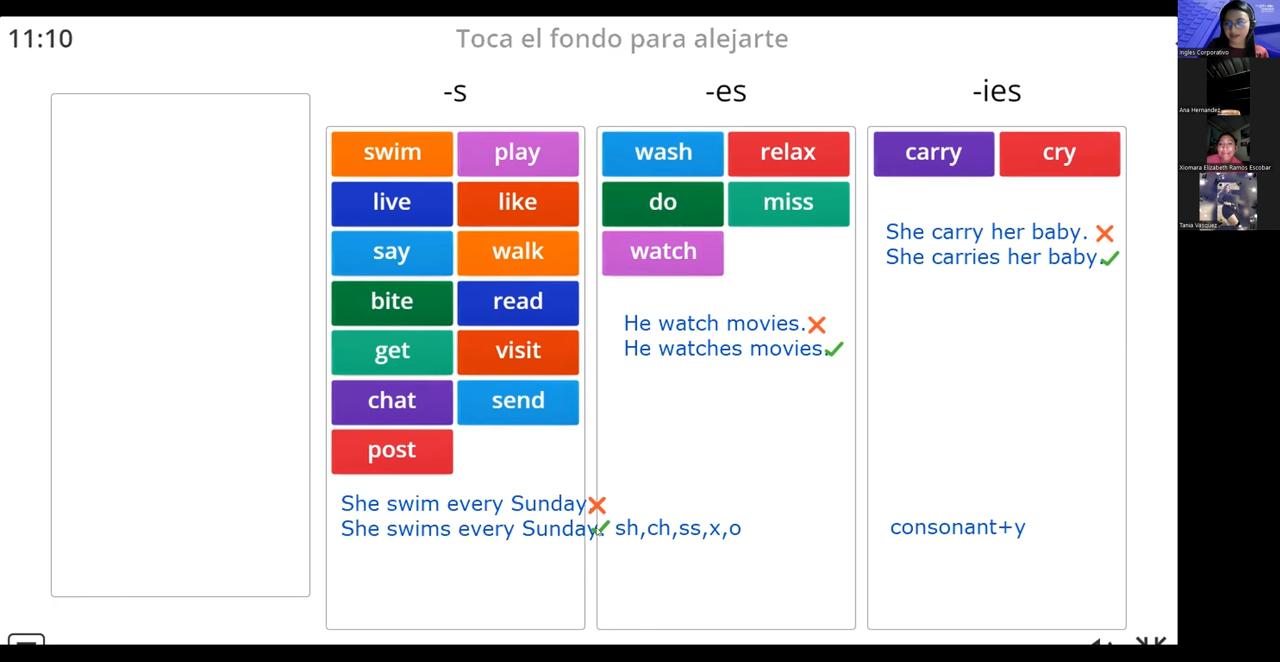 11:10
Toca el fondo para alejarte
-s
-es
-ies
swim
play
live
like
say
walk
bite
read
get
visit
chat
send
post
She swim every Sunday
She swims every Sunday.
wash
relax
do
miss
watch
He watch movies.
He watches movies.
sh,ch,ss,x,o
carry
cry
She carry her baby.
She carries her baby.
consonant+y
Ingles Corporativo
Ana Hernandez
Xiomara Elizabeth Ramos Escobar
Tania Vasquez